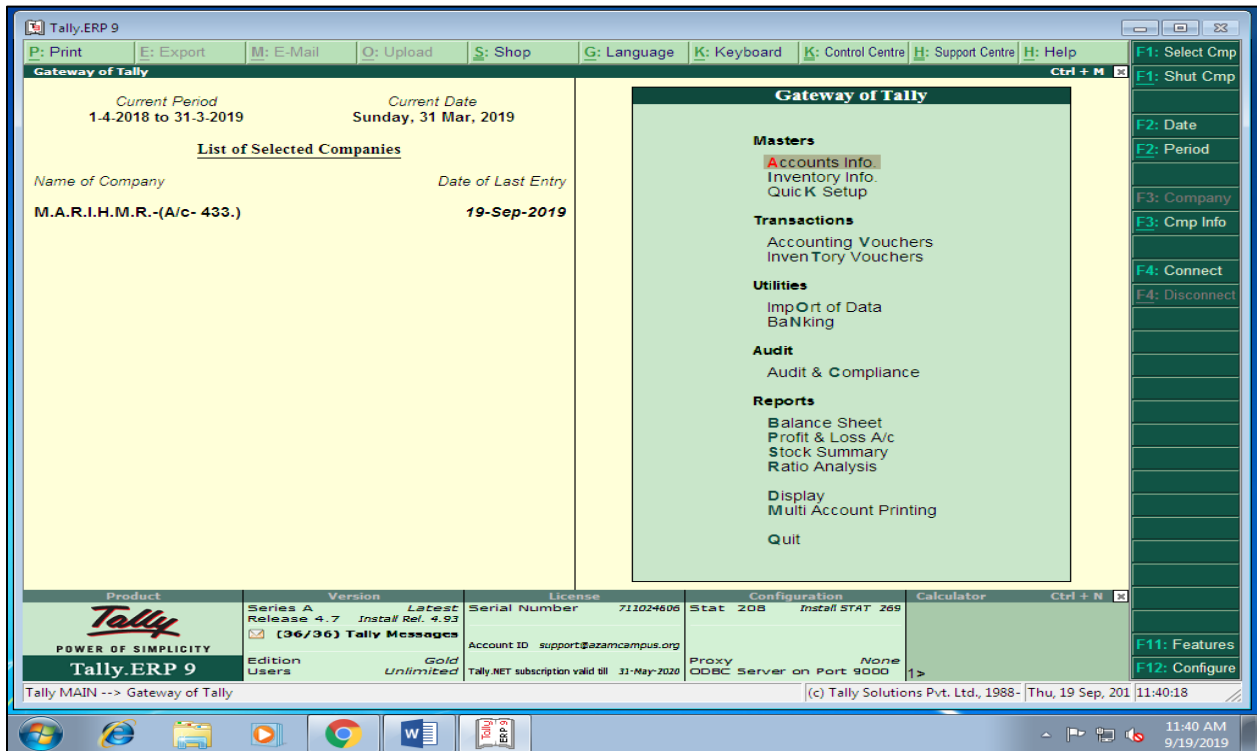 Tally.ERP 9
P: Print E: Export M: E-Mail O: Upload S: Shop G: Language K: Keyboard K: Control Centre H: Support Centre H: Help
Gateway of Tally Ctrl + M
Current Period Current Date
1-4-2018 to 31-3-2019 Sunday, 31 Mar, 2019
List of Selected Companies
Name of Company Date of Last Entry
M.A.R.I.H.M.R.-(A/c- 433.) 19-Sep-2019
Gateway of Tally
Masters
Accounts Info.
Inventory Info.
QuicK Setup
Transactions
Accounting Vouchers
InvenTory Vouchers
Utilities
ImpOrt of Data
BaNking
Audit
Audit & Compliance
Reports
Balance Sheet
Profit & Loss A/c
Stock Summary
Ratio Analysis
Display
Multi Account Printing
Quit
F1: Select Cmp
F1: Shut Cmp
F2: Date
F2: Period
F3: Company
F3: Cmp Info
F4: Connect
F4: Disconnect
F11: Features
F12: Configure
Product Version License Configuration Calculator Ctrl + N
Tally
POWER OF SIMPLICITY
Tally.ERP 9
Series A Latest
Release 4.7 Install Rel. 4.93
(36/36) Tally Messages
Edition Gold
Users Unlimited
Serial Number 711024606
Account ID support@azamcampus.org
Tally.NET subscription valid till 31-May-2020
Stat 208 Install STAT 269
Proxy None
ODBC Server on Port 9000
1>
Tally MAIN --> Gateway of Tally (c) Tally Solutions Pvt. Ltd., 1988- Thu, 19 Sep, 201 11:40:18
W Tally ERP 9
11:40 AM
9/19/2019